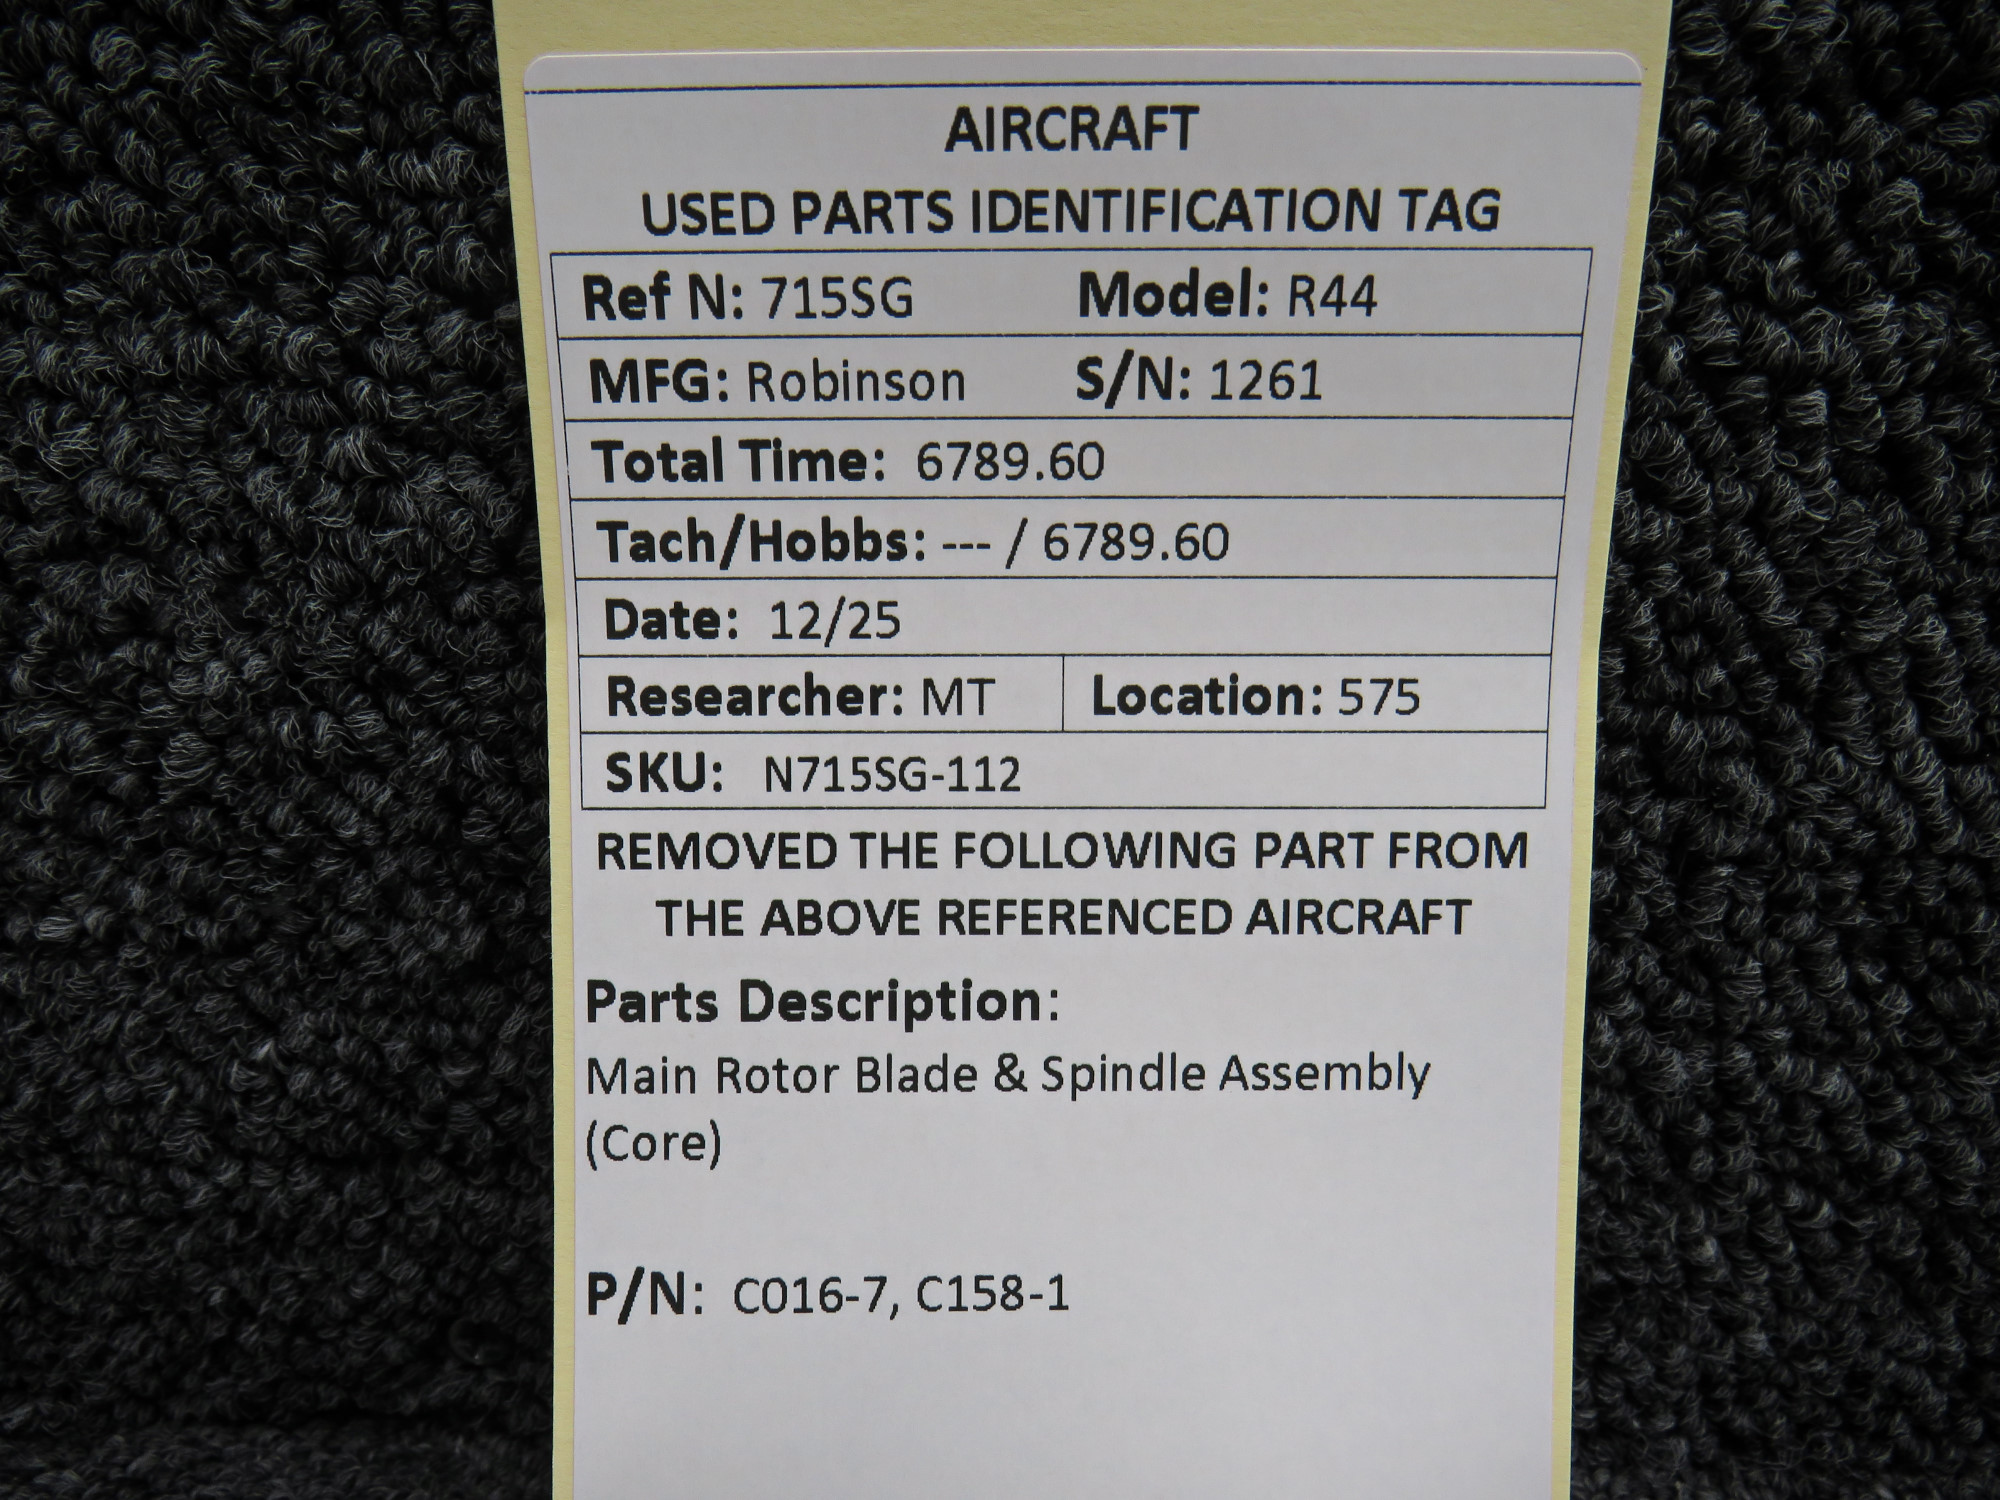 AIRCRAFT
USED PARTS IDENTIFICATION TAG
Ref N: 715SG Model: R44
MFG: Robinson S/N: 1261
Total Time: 6789.60
Tach/Hobbs: --- / 6789.60
Date: 12/25
Researcher: MT Location: 575
SKU: N715SG-112
REMOVED THE FOLLOWING PART FROM
THE ABOVE REFERENCED AIRCRAFT
Parts Description:
Main Rotor Blade & Spindle Assembly
(Core)
P/N: C016-7, C158-1